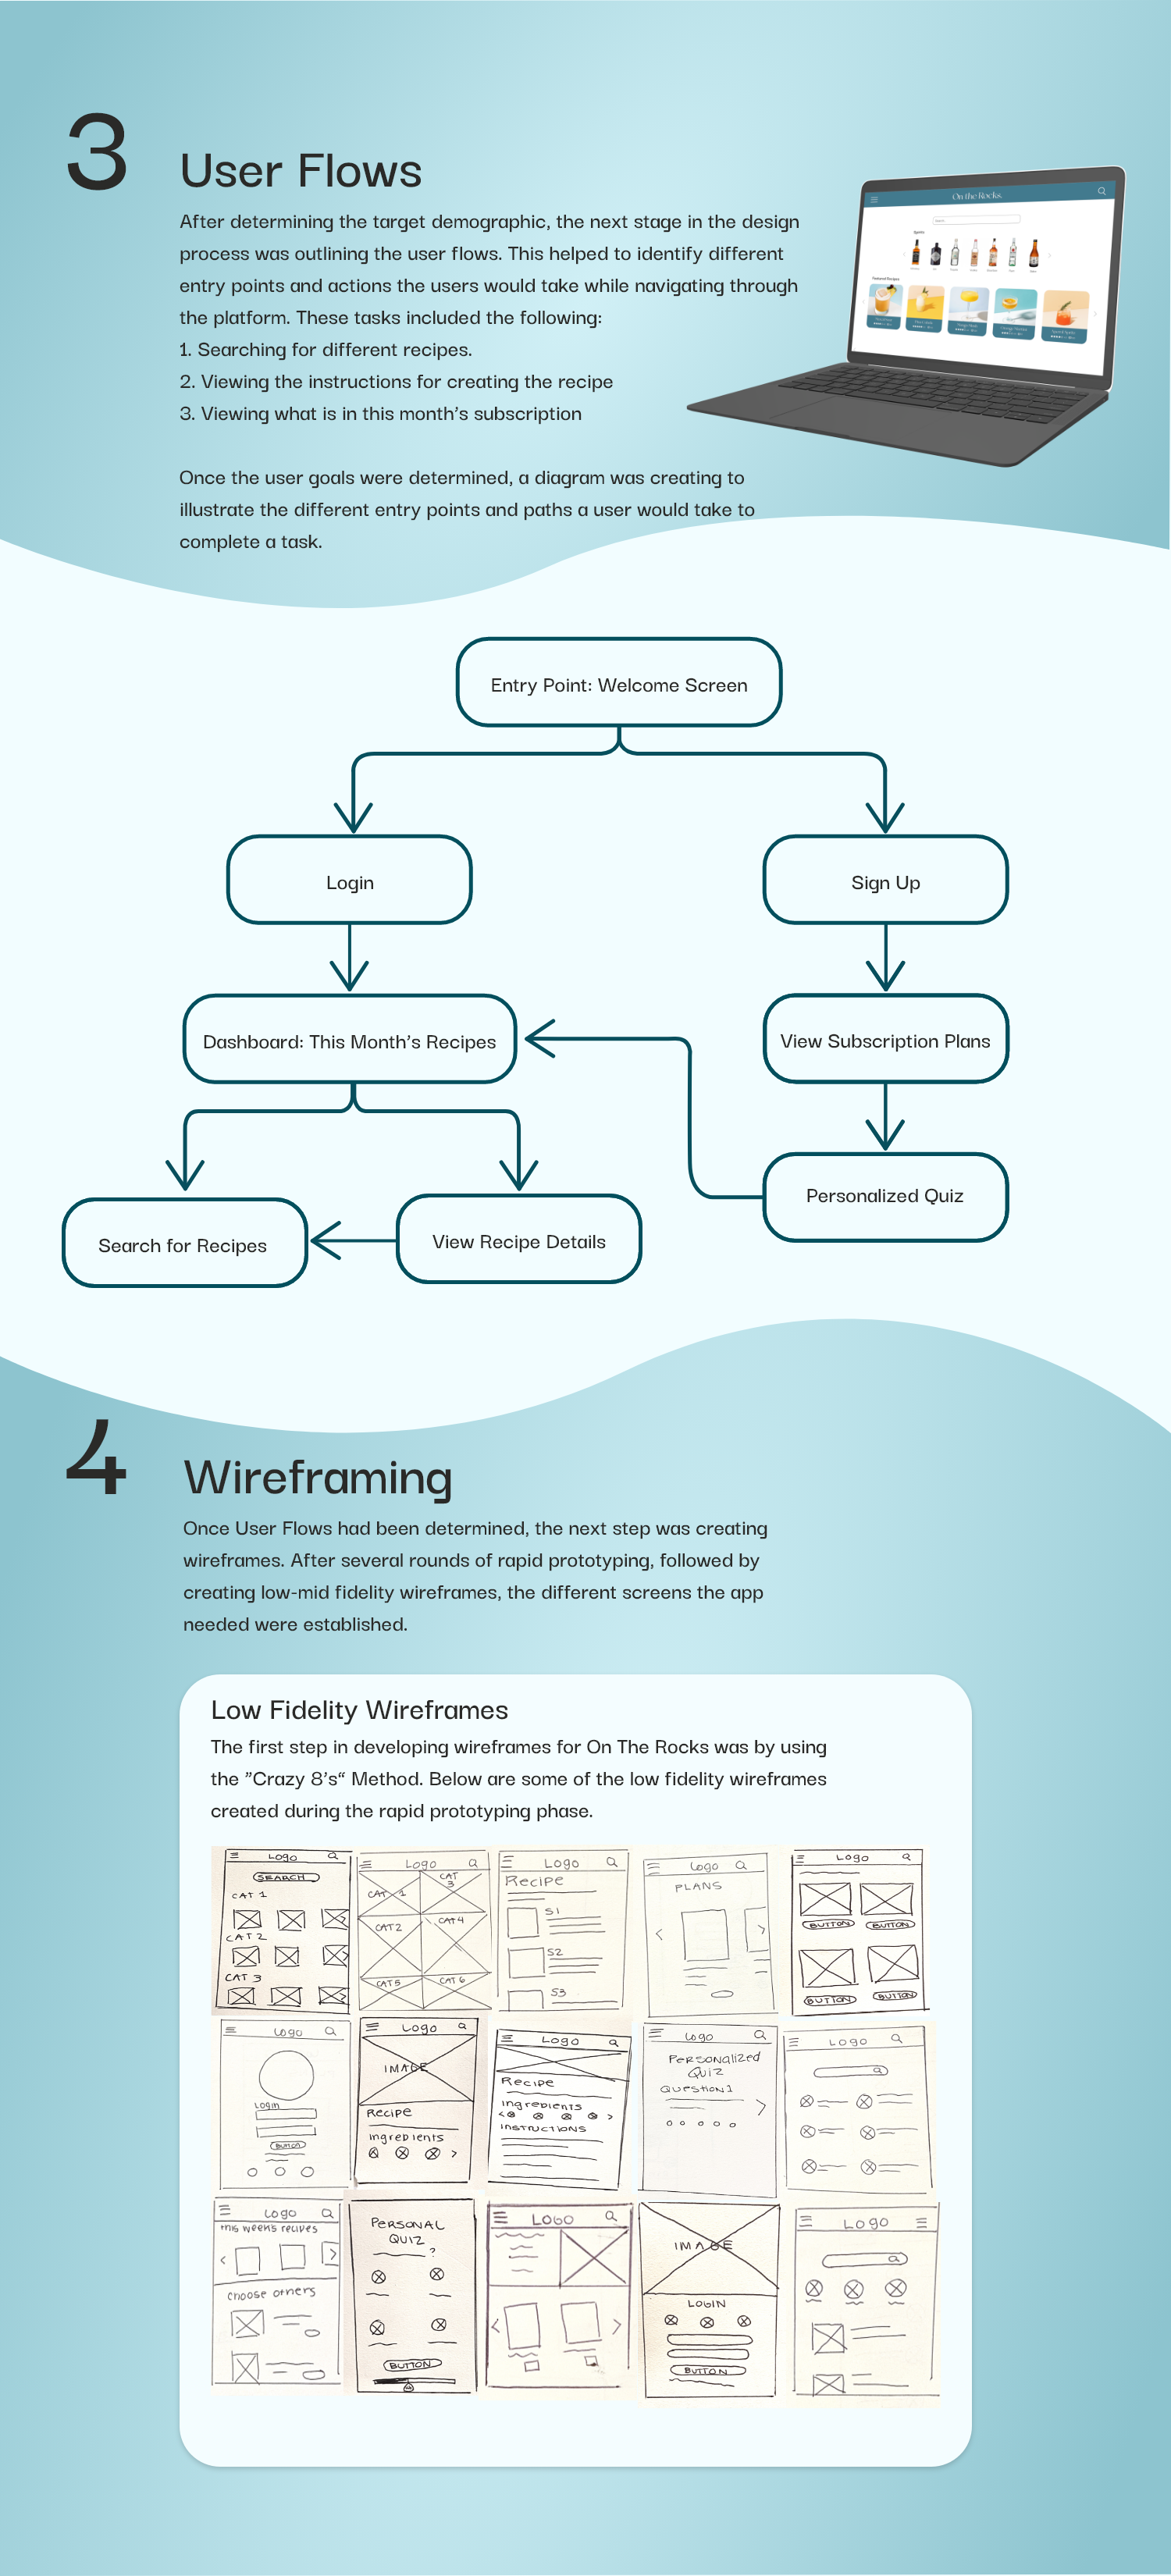 3
User Flows
After determining the target demographic, the next stage in the design
process was outlining the user flows. This helped to identify different
entry points and actions the users would take while navigating through
the platform. These tasks included the following:
1. Searching for different recipes.
2. Viewing the instructions for creating the recipe
3. Viewing what is in this month's subscription
On the Rocks
Once the user goals were determined, a diagram was creating to
illustrate the different entry points and paths a user would take to
complete a task.
Entry Point: Welcome Screen
Login
Sign Up
Dashboard: This Month's Recipes
View Subscription Plans
Personalized Quiz
Search for Recipes
View Recipe Details
4
Wireframing
Once User Flows had been determined, the next step was creating
wireframes. After several rounds of rapid prototyping, followed by
creating low-mid fidelity wireframes, the different screens the app
needed were established.
Low Fidelity Wireframes
The first step in developing wireframes for On The Rocks was by using
the ”Crazy 8’s“ Method. Below are some of the low fidelity wireframes
created during the rapid prototyping phase.
Logo
SEARCH
CAT 1
CAT 2
CAT 3
Logo
CAT 1
CAT 3
CAT 2
CAT 4
CAT 5
CAT 6
Logo
Recipe
S1
S2
S3
Logo
PLANS
Logo
BUTTON
BUTTON
BUTTON
BUTTON
Logo
Login
BUTTON
Logo
IMAGE
Recipe
Ingredients
Logo
Recipe
Ingredients
INSTRUCTIONS
Logo
Personalized
Quiz
Question 1
LOGO
Logo
This weeks recipes
Choose others
PERSONAL
QUIZ
?
BUTTON
LOGO
IMAGE
LOGIN
BUTTON
Logo